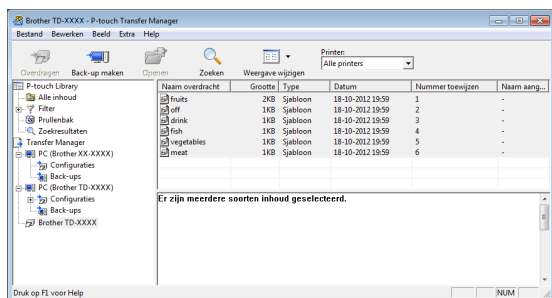 Brother TD-XXXX - P-touch Transfer Manager
Bestand Bewerken Beeld Extra Help
Overdragen Back-up maken Openen Zoeken Weergave wijzigen
Printer:
Alle printers
P-touch Library
Alle inhoud
Filter
Prullenbak
Zoekresultaten
Transfer Manager
PC (Brother XX-XXXX)
Configuraties
Back-ups
PC (Brother TD-XXXX)
Configuraties
Back-ups
Brother TD-XXXX
Naam overdracht Grootte Type Datum Nummer toewijzen Naam aang...
fruits 2KB Sjabloon 18-10-2012 19:59 1 -
off 1KB Sjabloon 18-10-2012 19:59 2 -
drink 1KB Sjabloon 18-10-2012 19:59 3 -
fish 1KB Sjabloon 18-10-2012 19:59 4 -
vegetables 1KB Sjabloon 18-10-2012 19:59 5 -
meat 1KB Sjabloon 18-10-2012 19:59 6 -
Er zijn meerdere soorten inhoud geselecteerd.
Druk op F1 voor Help
NUM